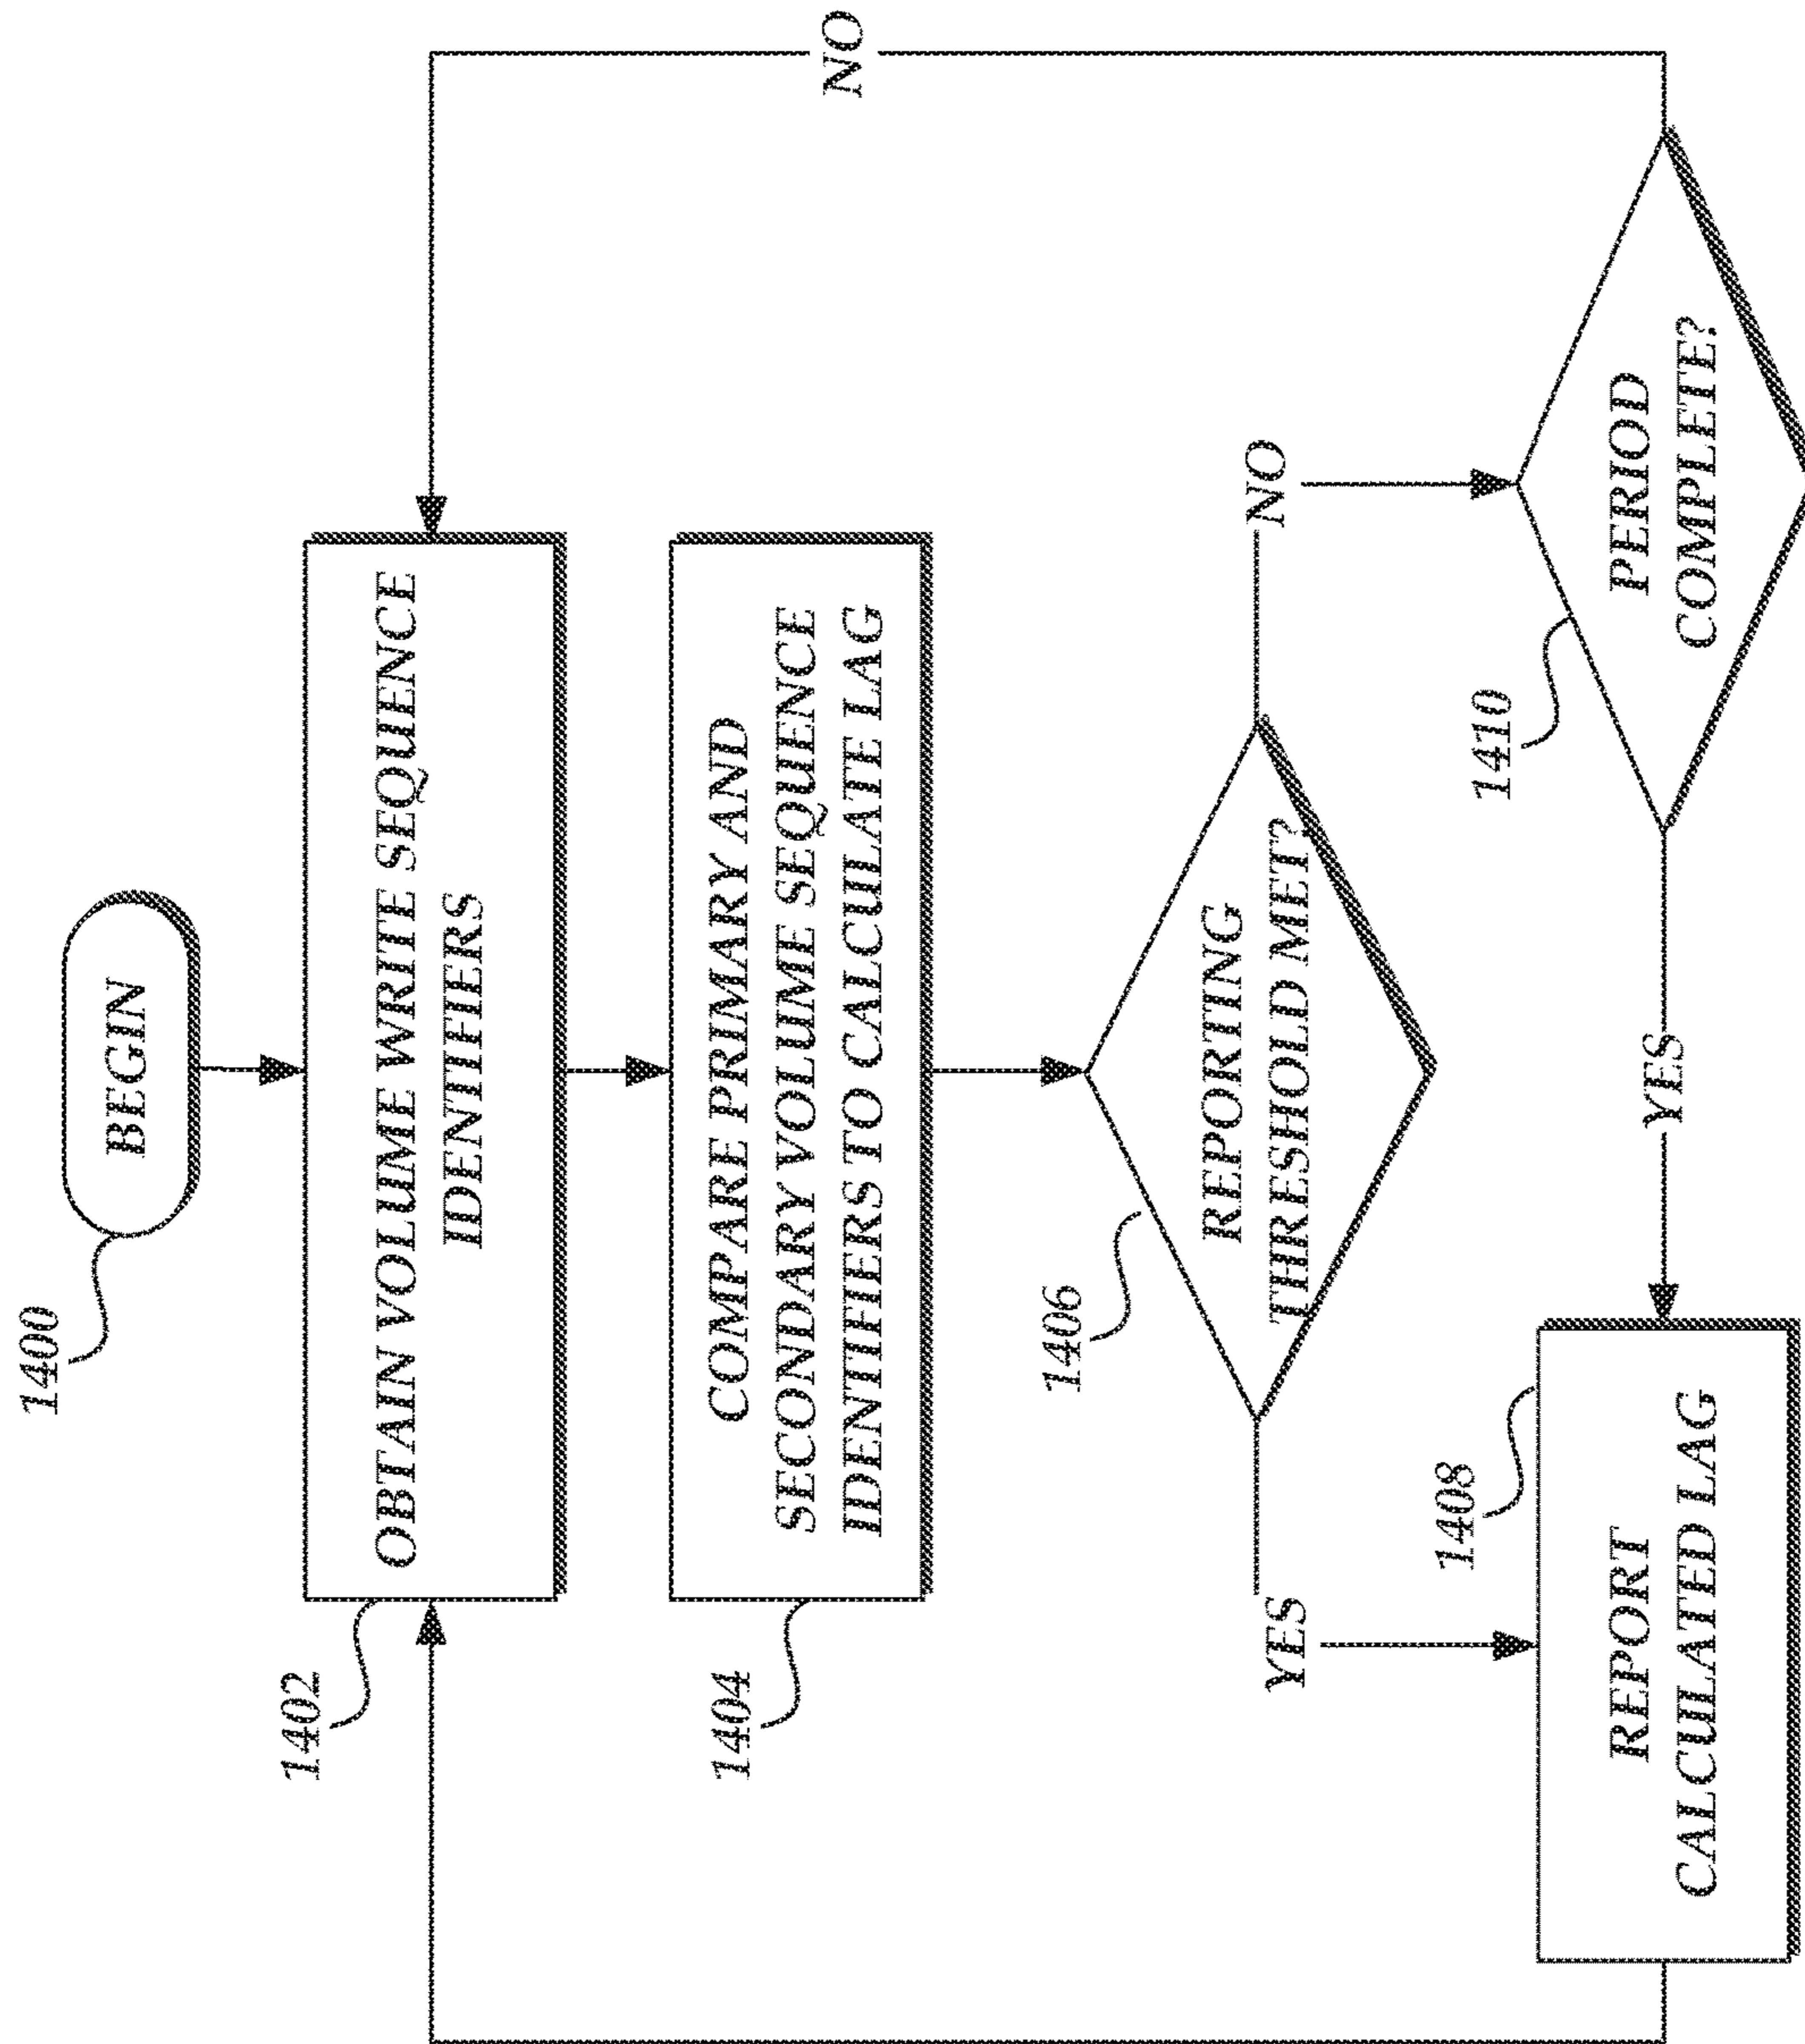 1400
BEGIN
1402
OBTAIN VOLUME WRITE SEQUENCE
IDENTIFIERS
1404
COMPARE PRIMARY AND
SECONDARY VOLUME SEQUENCE
IDENTIFIERS TO CALCULATE LAG
1406
REPORTING
THRESHOLD MET?
YES
NO
1408
REPORT
CALCULATED LAG
YES
1410
PERIOD
COMPLETE?
NO